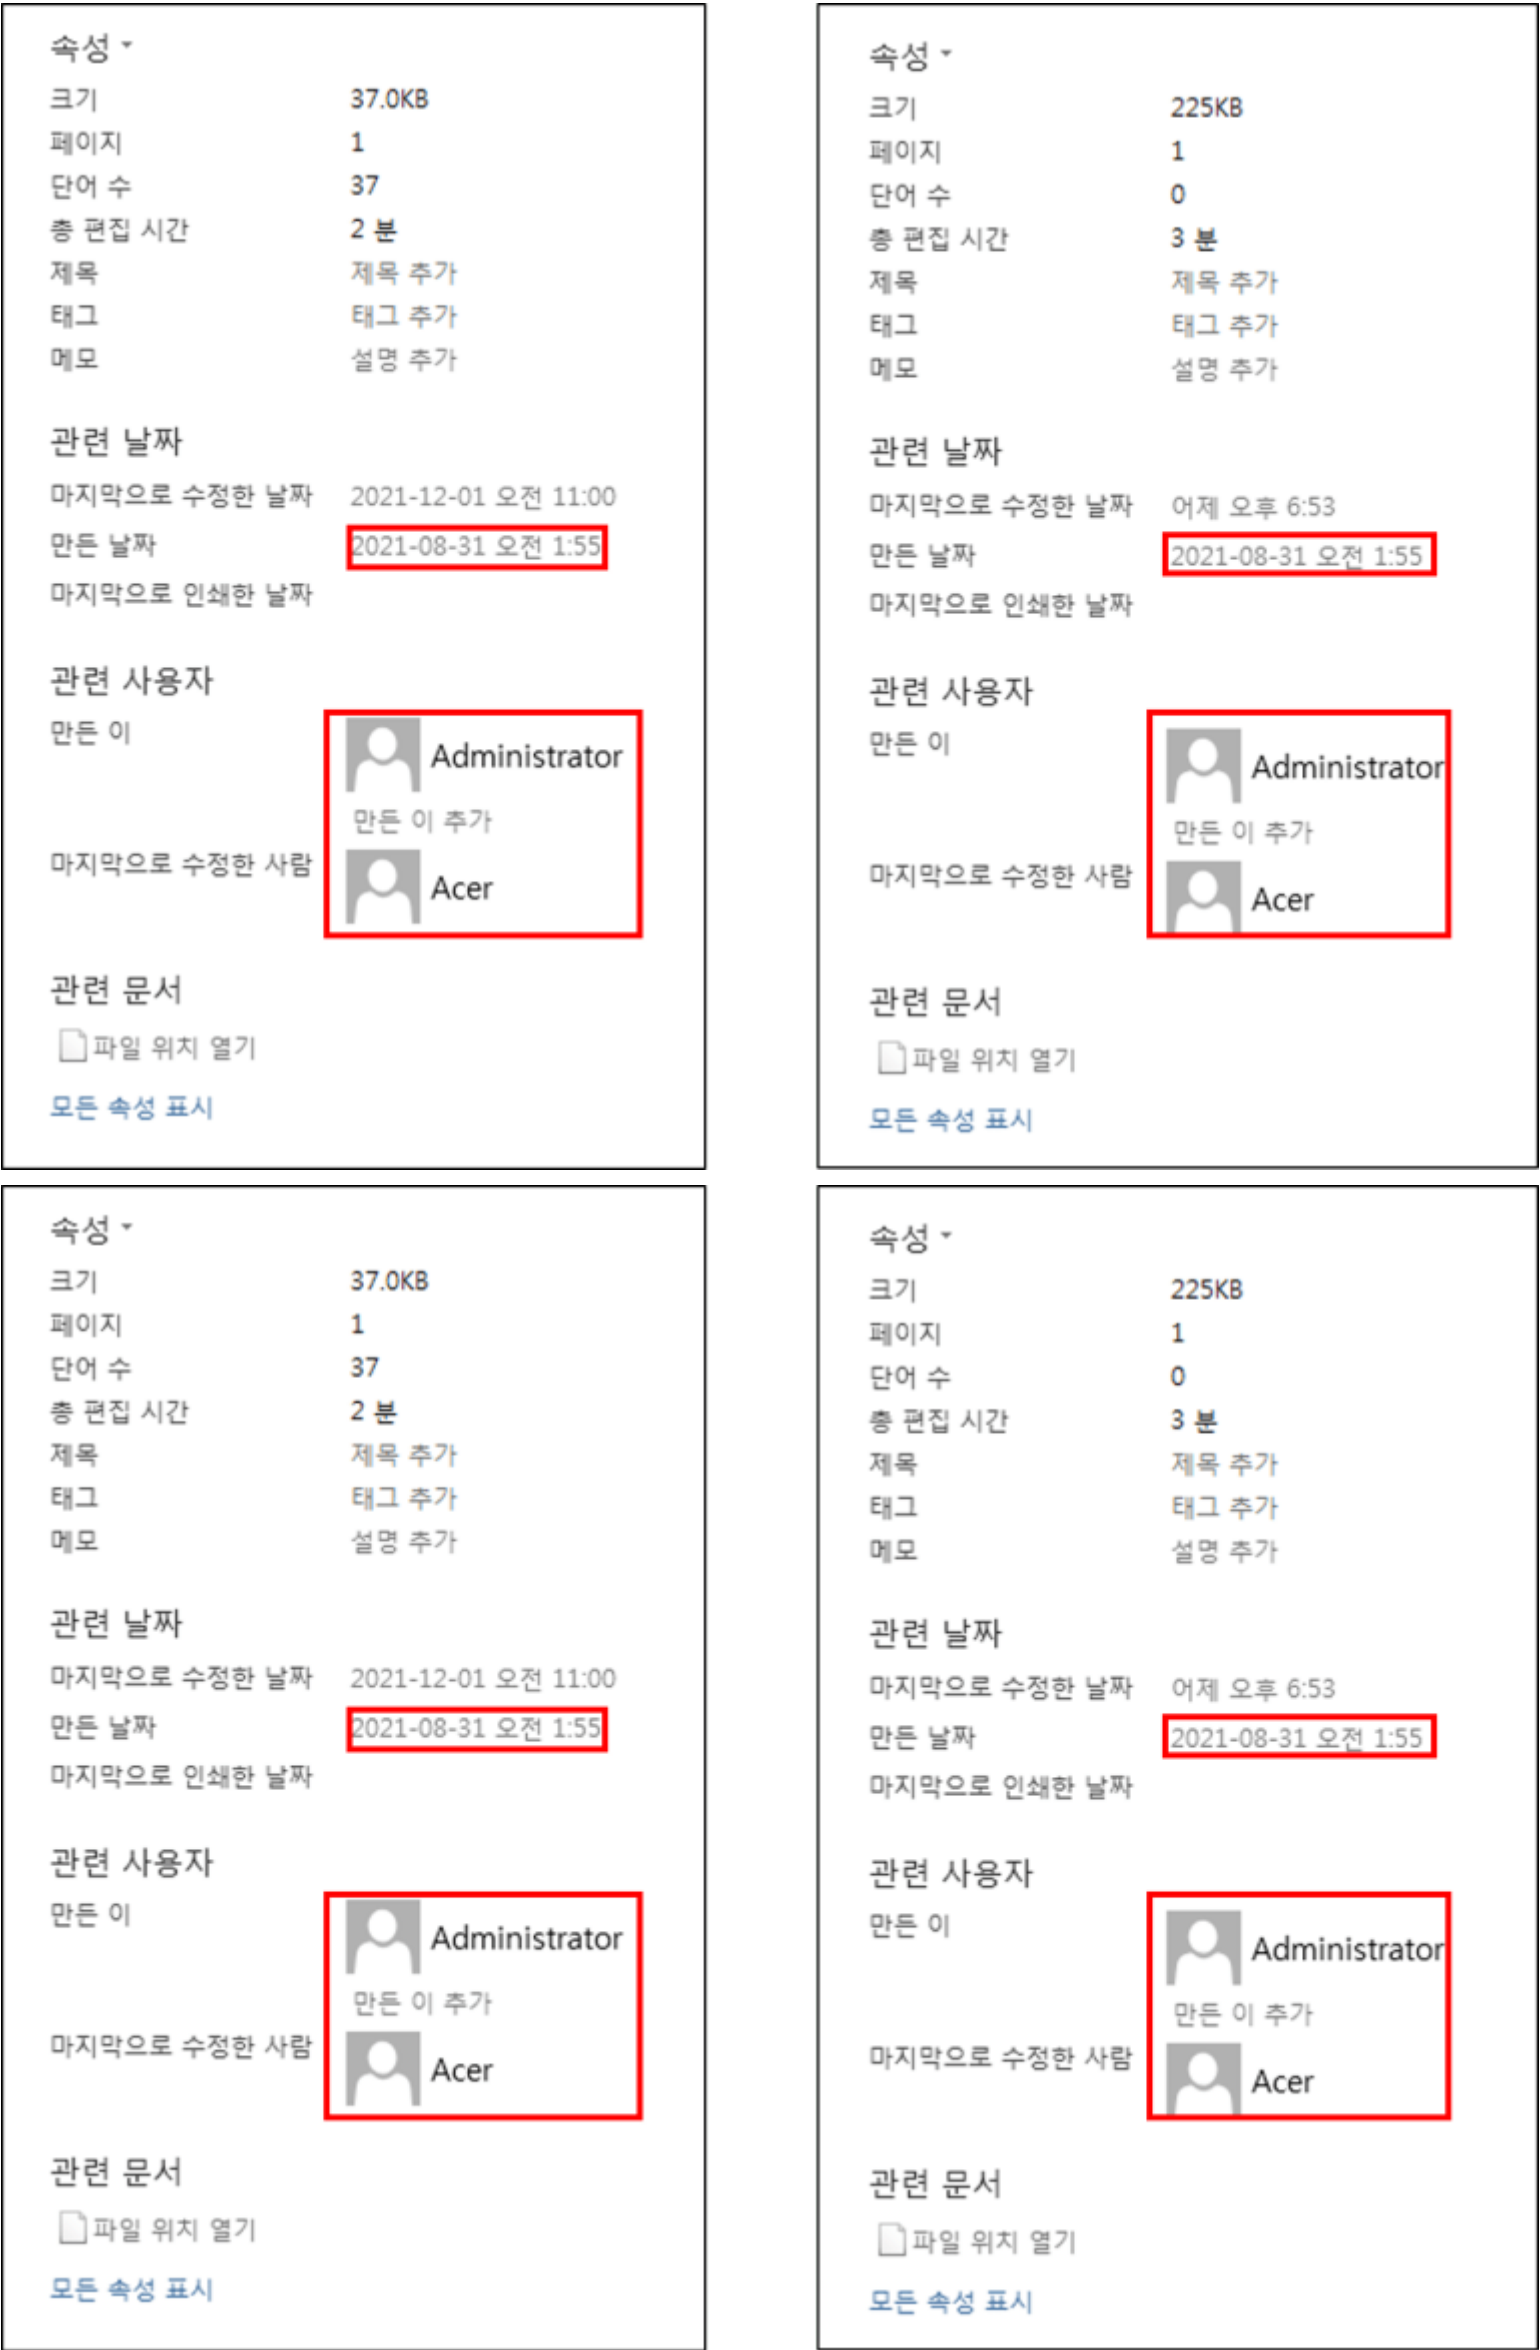 속성
크기 37.0KB
페이지 1
단어 수 37
총 편집 시간 2 분
제목 제목 추가
태그 태그 추가
메모 설명 추가
관련 날짜
마지막으로 수정한 날짜 2021-12-01 오전 11:00
만든 날짜 2021-08-31 오전 1:55
마지막으로 인쇄한 날짜
관련 사용자
만든 이 Administrator
만든 이 추가
마지막으로 수정한 사람 Acer
관련 문서
파일 위치 열기
모든 속성 표시
속성
크기 225KB
페이지 1
단어 수 0
총 편집 시간 3 분
제목 제목 추가
태그 태그 추가
메모 설명 추가
관련 날짜
마지막으로 수정한 날짜 어제 오후 6:53
만든 날짜 2021-08-31 오전 1:55
마지막으로 인쇄한 날짜
관련 사용자
만든 이 Administrator
만든 이 추가
마지막으로 수정한 사람 Acer
관련 문서
파일 위치 열기
모든 속성 표시
속성
크기 37.0KB
페이지 1
단어 수 37
총 편집 시간 2 분
제목 제목 추가
태그 태그 추가
메모 설명 추가
관련 날짜
마지막으로 수정한 날짜 2021-12-01 오전 11:00
만든 날짜 2021-08-31 오전 1:55
마지막으로 인쇄한 날짜
관련 사용자
만든 이 Administrator
만든 이 추가
마지막으로 수정한 사람 Acer
관련 문서
파일 위치 열기
모든 속성 표시
속성
크기 225KB
페이지 1
단어 수 0
총 편집 시간 3 분
제목 제목 추가
태그 태그 추가
메모 설명 추가
관련 날짜
마지막으로 수정한 날짜 어제 오후 6:53
만든 날짜 2021-08-31 오전 1:55
마지막으로 인쇄한 날짜
관련 사용자
만든 이 Administrator
만든 이 추가
마지막으로 수정한 사람 Acer
관련 문서
파일 위치 열기
모든 속성 표시